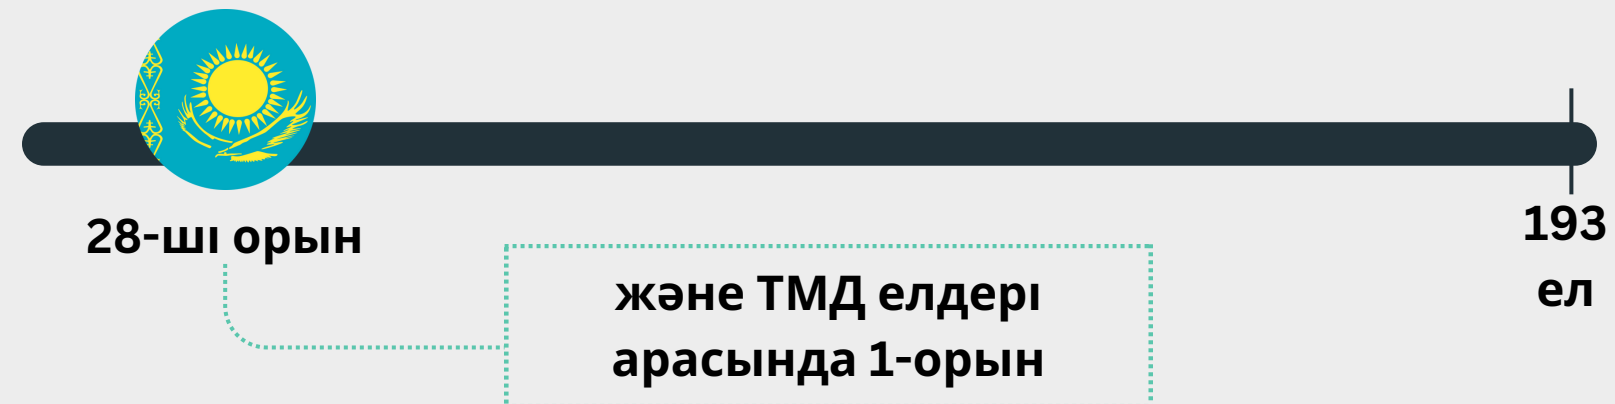 28-ші орын
193
ел
және ТМД елдері
арасында 1-орын